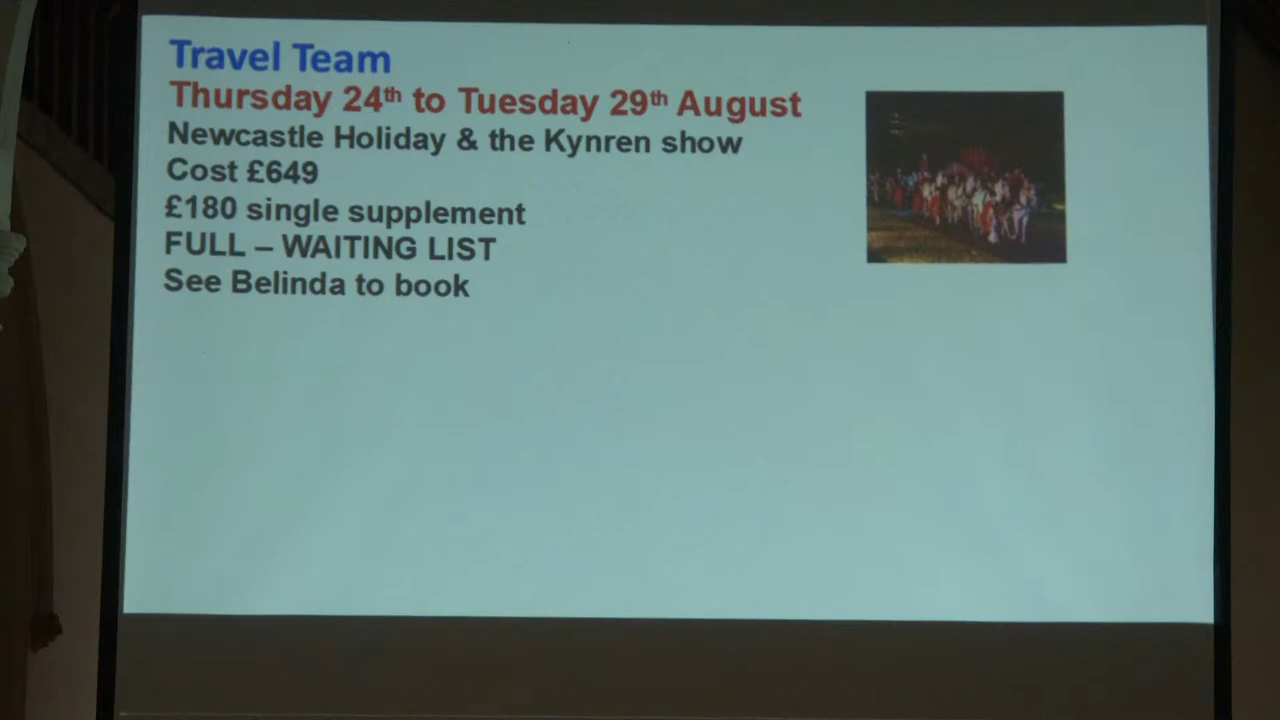 Travel Team
Thursday 24th to Tuesday 29th August
Newcastle Holiday & the Kynren show
Cost £649
£180 single supplement
FULL – WAITING LIST
See Belinda to book